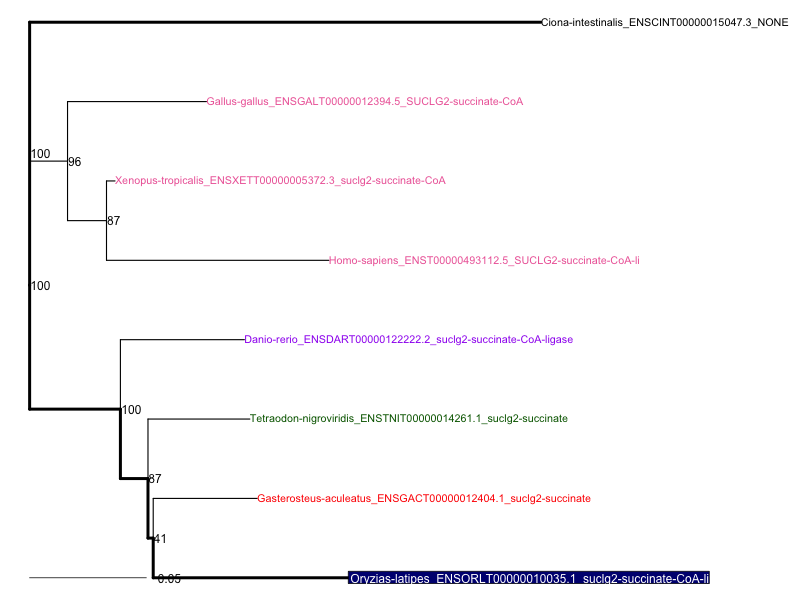 Ciona-intestinalis_ENSCINT00000015047.3_NONE
Gallus-gallus_ENSGALT00000012394.5_SUCLG2-succinate-CoA
100
96
Xenopus-tropicalis_ENSXETT00000005372.3_suclg2-succinate-CoA
87
Homo-sapiens_ENST00000493112.5_SUCLG2-succinate-CoA-li
100
Danio-rerio_ENSDART00000122222.2_suclg2-succinate-CoA-ligase
100
Tetraodon-nigroviridis_ENSTNIT00000014261.1_suclg2-succinate
87
Gasterosteus-aculeatus_ENSGACT00000012404.1_suclg2-succinate
41
0.05
Oryzias-latipes_ENSORLT00000010035.1_suclg2-succinate-CoA-li